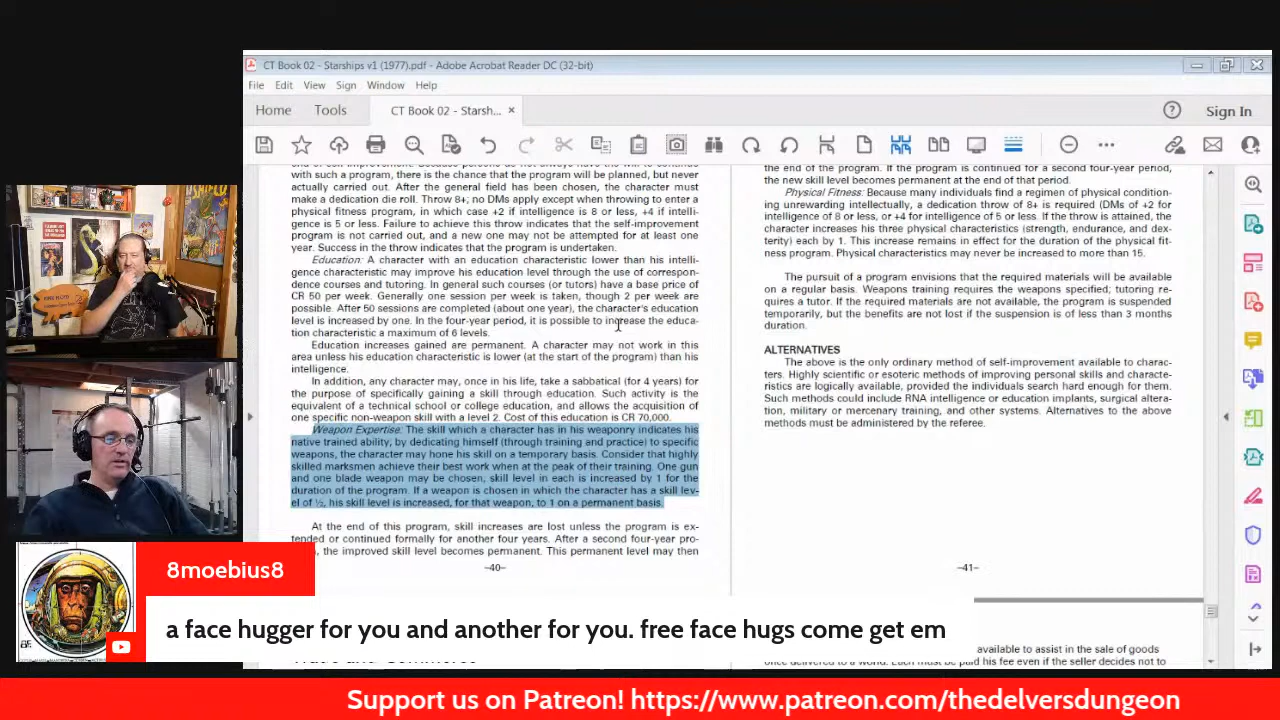 CT Book 02 - Starships v1 (1977).pdf - Adobe Acrobat Reader DC (32-bit)
File Edit View Sign Window Help
Home Tools CT Book 02 - Starsh... × Sign In
with such a program, there is the chance that the program will be planned, but never
actually carried out. After the general field has been chosen, the character must
make a dedication die roll. Throw 8+; no DMs apply except when throwing to enter a
physical fitness program, in which case +2 if intelligence is 8 or less, +4 if intelli-
gence is 5 or less. Failure to achieve this throw indicates that the self-improvement
program is not carried out, and a new one may not be attempted for at least one
year. Success in the throw indicates that the program is undertaken.
Education: A character with an education characteristic lower than his intelli-
gence characteristic may improve his education level through the use of correspon-
dence courses and tutoring. In general such courses (or tutors) have a base price of
CR 50 per week. Generally one session per week is taken, though 2 per week are
possible. After 50 sessions are completed (about one year), the character's education
level is increased by one. In the four-year period, it is possible to increase the educa-
tion characteristic a maximum of 6 levels.
Education increases gained are permanent. A character may not work in this
area unless his education characteristic is lower (at the start of the program) than his
intelligence.
In addition, any character may, once in his life, take a sabbatical (for 4 years) for
the purpose of specifically gaining a skill through education. Such activity is the
equivalent of a technical school or college education, and allows the acquisition of
one specific non-weapon skill with a level 2. Cost of this education is CR 70,000.
Weapon Expertise: The skill which a character has in his weaponry indicates his
native trained ability, by dedicating himself (through training and practice) to specific
weapons, the character may hone his skill on a temporary basis. Consider that highly
skilled marksmen achieve their best work when at the peak of their training. One gun
and one blade weapon may be chosen, skill level in each is increased by 1 for the
duration of the program. If a weapon is chosen in which the character has a skill lev-
el of ½, his skill level is increased, for that weapon, to 1 on a permanent basis.
At the end of this program, skill increases are lost unless the program is ex-
tended or continued formally for another four years. After a second four-year pro-
the improved skill level becomes permanent. This permanent level may then
–40–
the end of the program. If the program is continued for a second four-year period,
the new skill level becomes permanent at the end of that period.
Physical Fitness: Because many individuals find a regimen of physical condition-
ing unrewarding intellectually, a dedication throw of 8+ is required (DMs of +2 for
intelligence of 8 or less, or +4 for intelligence of 5 or less. If the throw is attained, the
character increases his three physical characteristics (strength, endurance, and dex-
terity) each by 1. This increase remains in effect for the duration of the physical fit-
ness program. Physical characteristics may never be increased to more than 15.
The pursuit of a program envisions that the required materials will be available
on a regular basis. Weapons training requires the weapons specified; tutoring re-
quires a tutor. If the required materials are not available, the program is suspended
temporarily, but the benefits are not lost if the suspension is of less than 3 months
duration.
ALTERNATIVES
The above is the only ordinary method of self-improvement available to charac-
ters. Highly scientific or esoteric methods of improving personal skills and characte-
ristics are logically available, provided the individuals search hard enough for them.
Such methods could include RNA intelligence or education implants, surgical altera-
tion, military or mercenary training, and other systems. Alternatives to the above
methods must be administered by the referee.
–41–
available to assist in the sale of goods
once delivered to a world. Each must be paid his fee even if the seller decides not to
8moebius8
a face hugger for you and another for you. free face hugs come get em
Support us on Patreon! https://www.patreon.com/thedelversdungeon